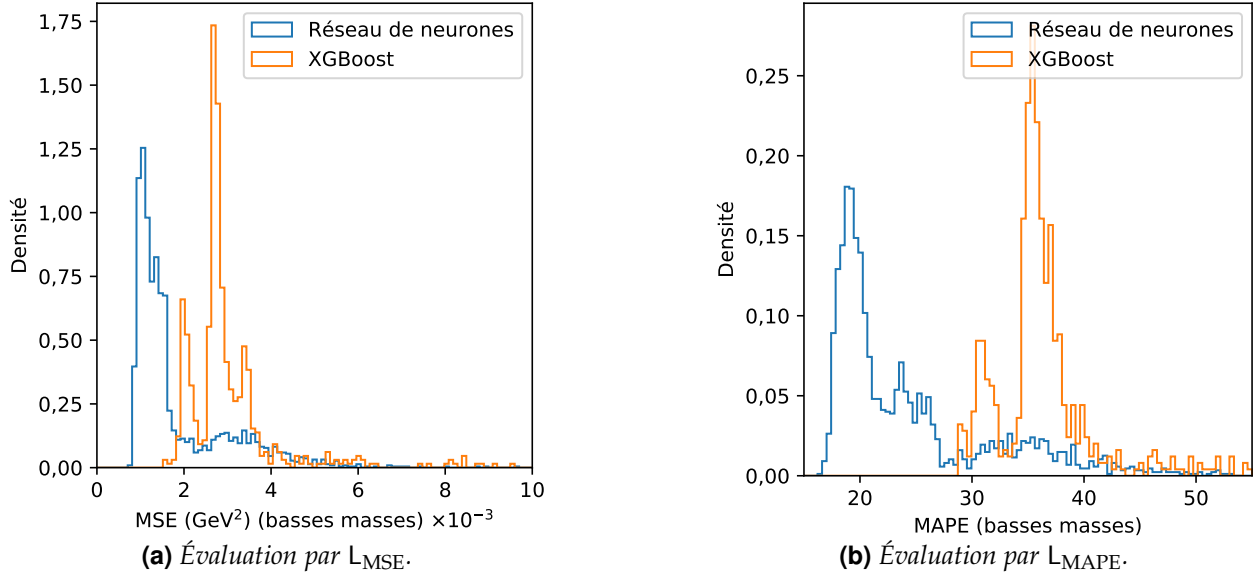 1,75
1,50
1,25
1,00
0,75
0,50
0,25
0,00
Densité
Réseau de neurones
XGBoost
0 2 4 6 8 10
MSE (GeV²) (basses masses) ×10⁻³
(a) Évaluation par LMSE.
0,25
0,20
0,15
0,10
0,05
0,00
Densité
Réseau de neurones
XGBoost
20 30 40 50
MAPE (basses masses)
(b) Évaluation par LMAPE.